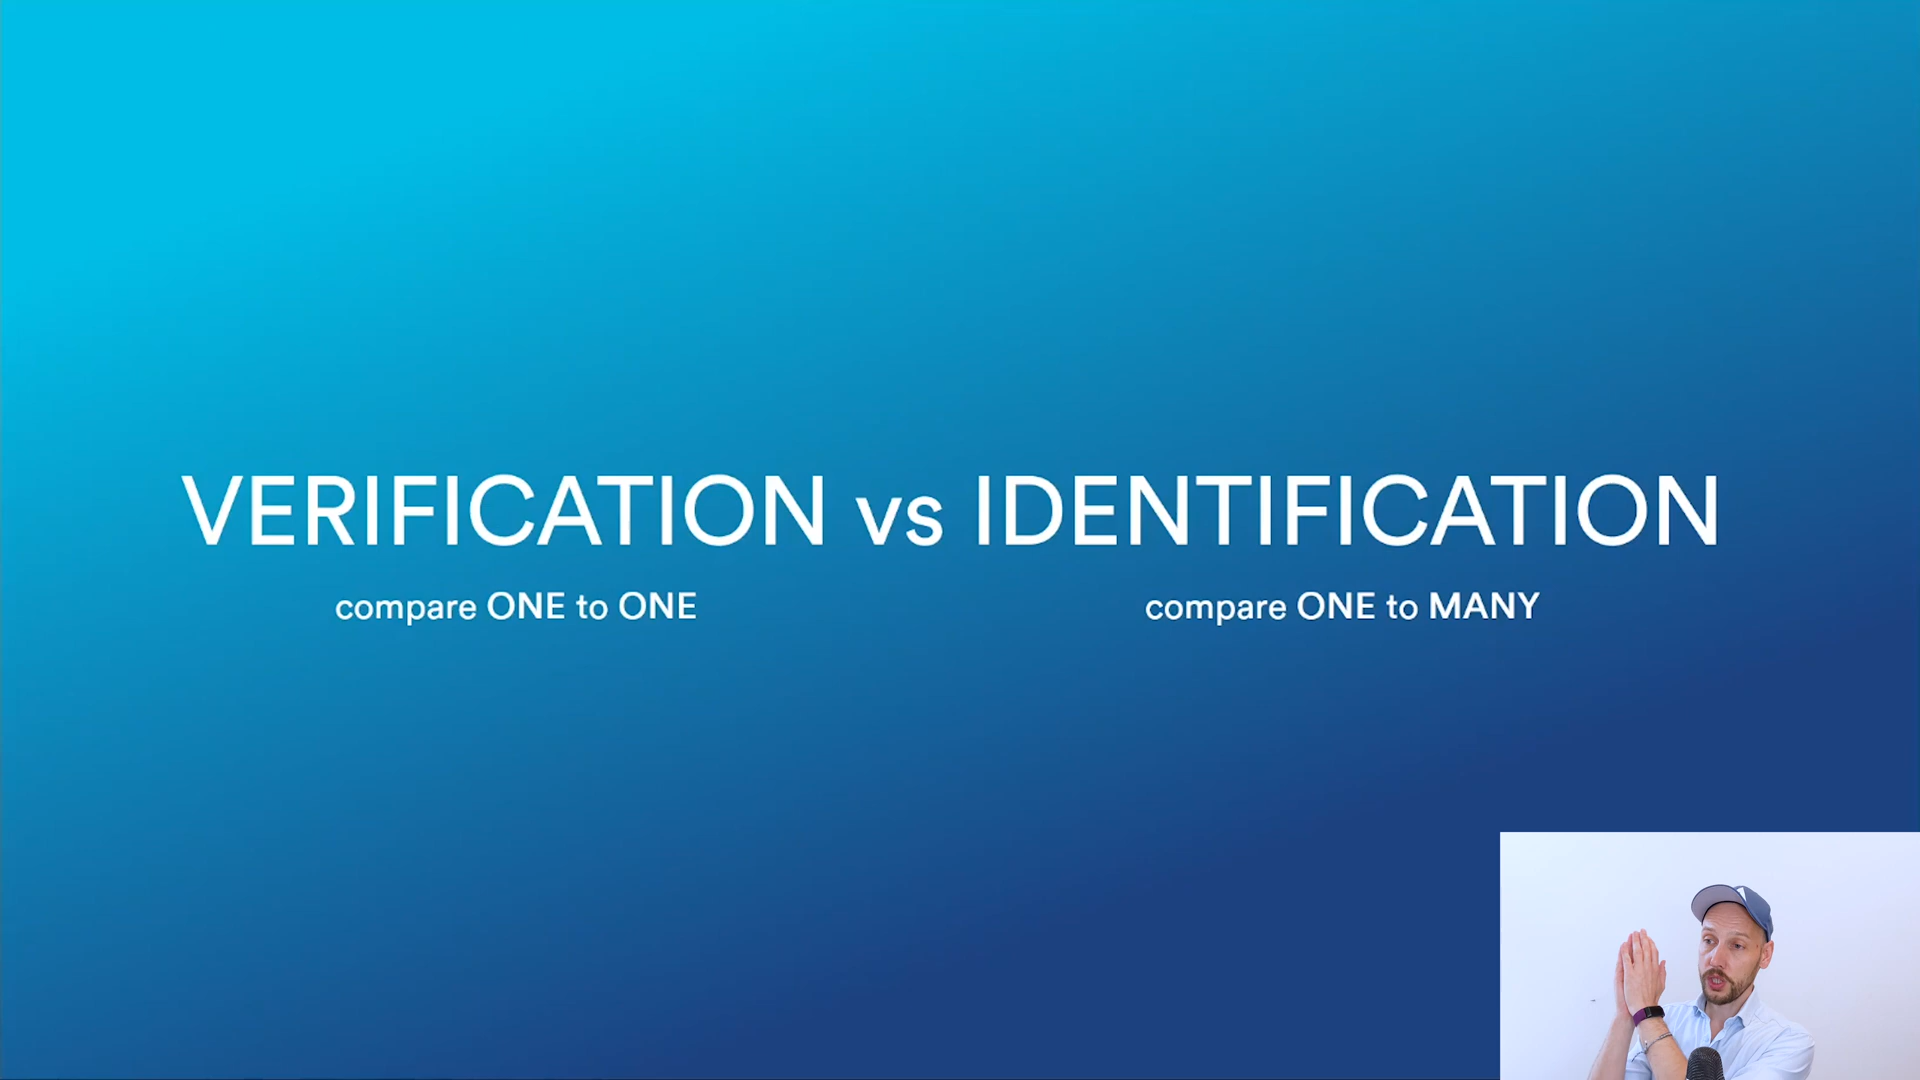 VERIFICATION vs IDENTIFICATION
compare ONE to ONE
compare ONE to MANY